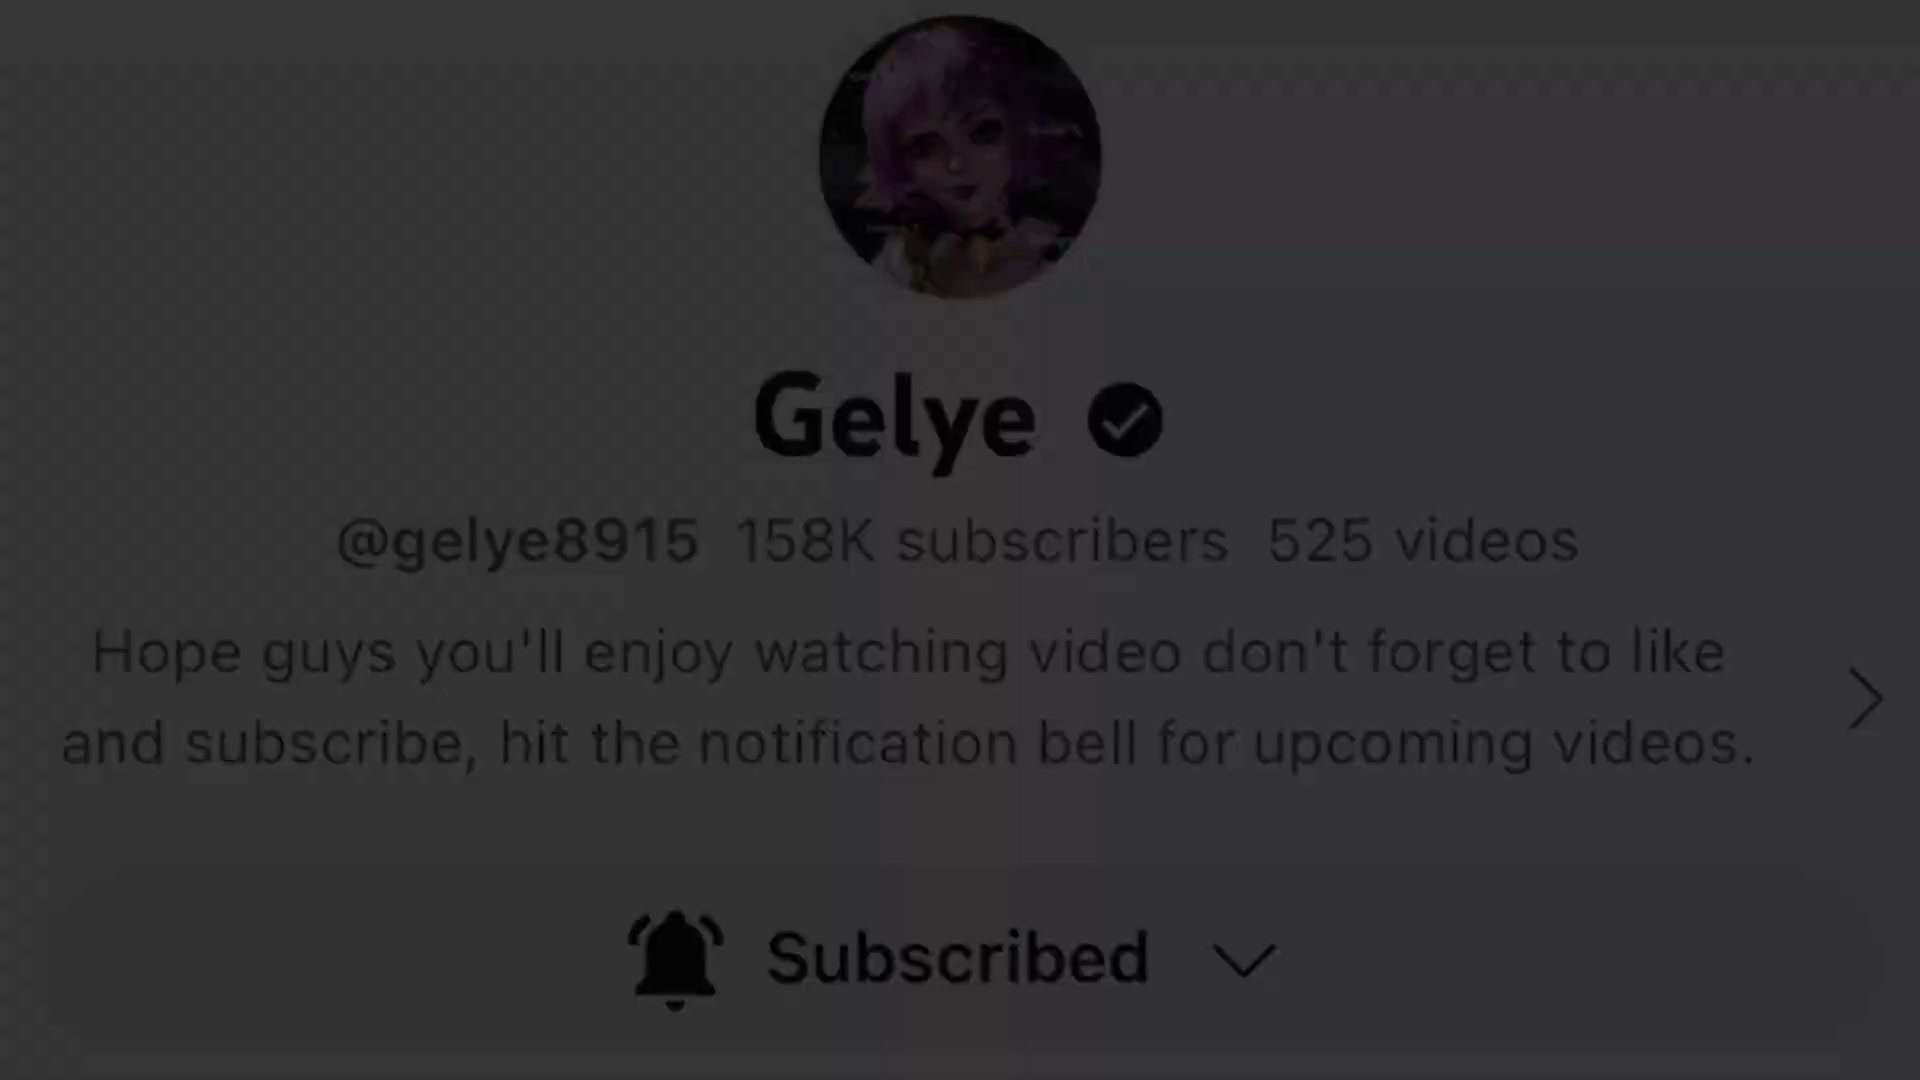 Gelye
@gelye8915 158K subscribers 525 videos
Hope guys you'll enjoy watching video don't forget to like
and subscribe, hit the notification bell for upcoming videos.
Subscribed